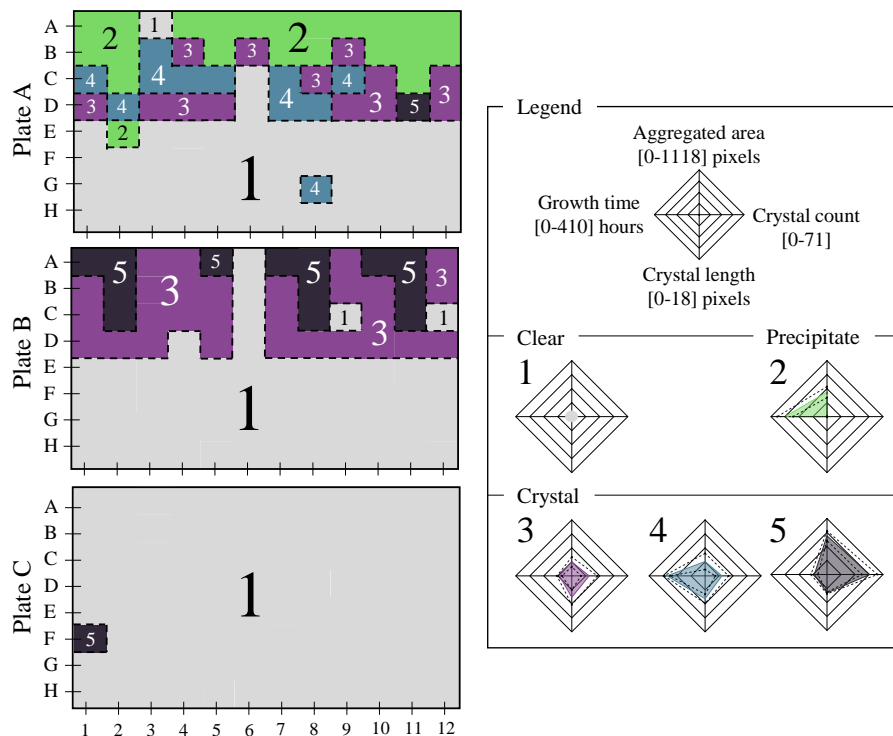 Plate A
A
B
C
D
E
F
G
H
1
2
2
3
3
3
4
4
4
3
3
3
4
3
4
3
5
2
1
4
Plate B
A
B
C
D
E
F
G
H
5
5
5
5
3
3
1
1
3
1
Plate C
A
B
C
D
E
F
G
H
1
5
1 2 3 4 5 6 7 8 9 10 11 12
Legend
Aggregated area
[0-1118] pixels
Growth time
[0-410] hours
Crystal count
[0-71]
Crystal length
[0-18] pixels
Clear
Precipitate
1
2
Crystal
3
4
5